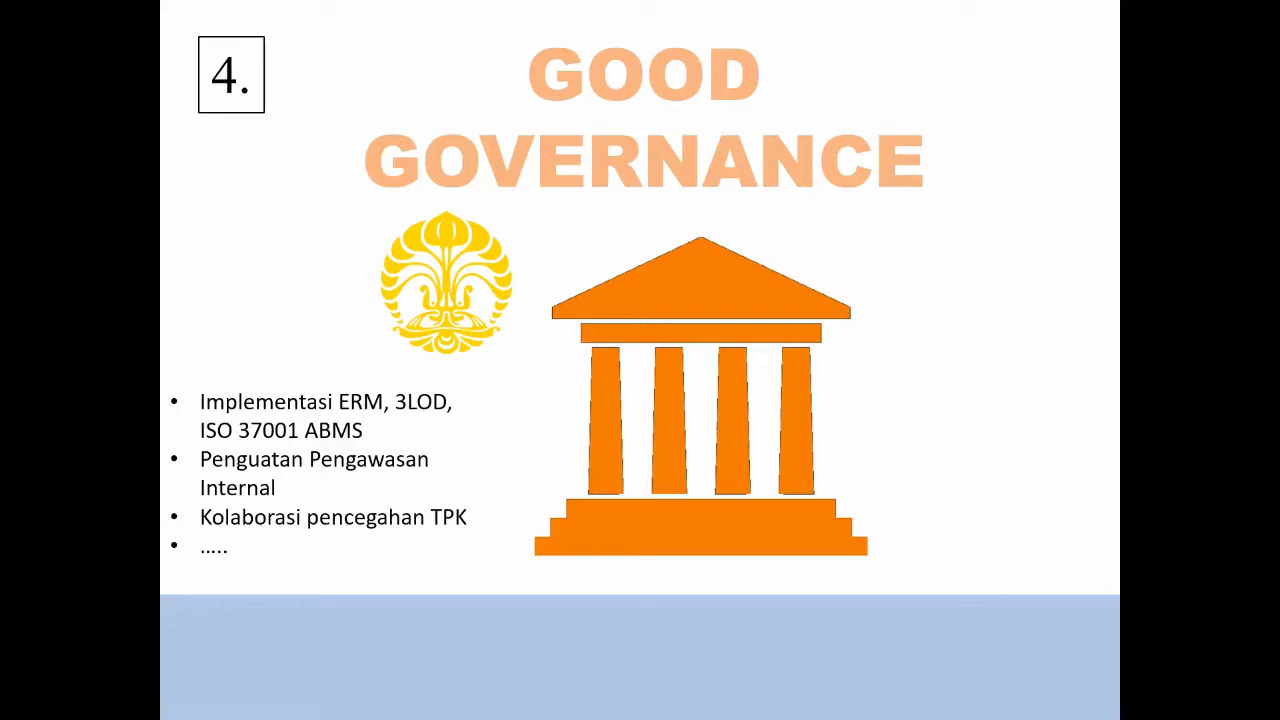 4.
GOOD
GOVERNANCE
• Implementasi ERM, 3LOD,
ISO 37001 ABMS
• Penguatan Pengawasan
Internal
• Kolaborasi pencegahan TPK
• .....